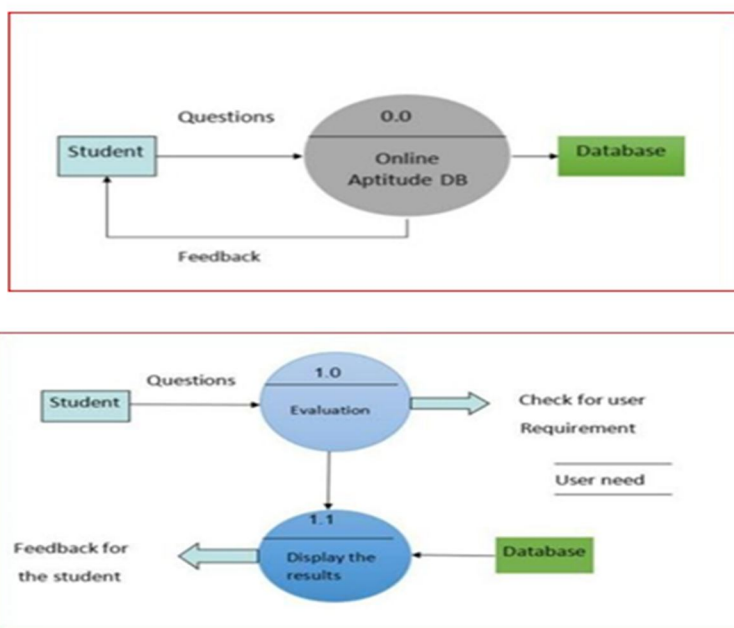 Questions
0.0
Student
Online
Aptitude DB
Database
Feedback
Questions
1.0
Student
Evaluation
Check for user
Requirement
User need
1.1
Feedback for
the student
Display the
results
Database